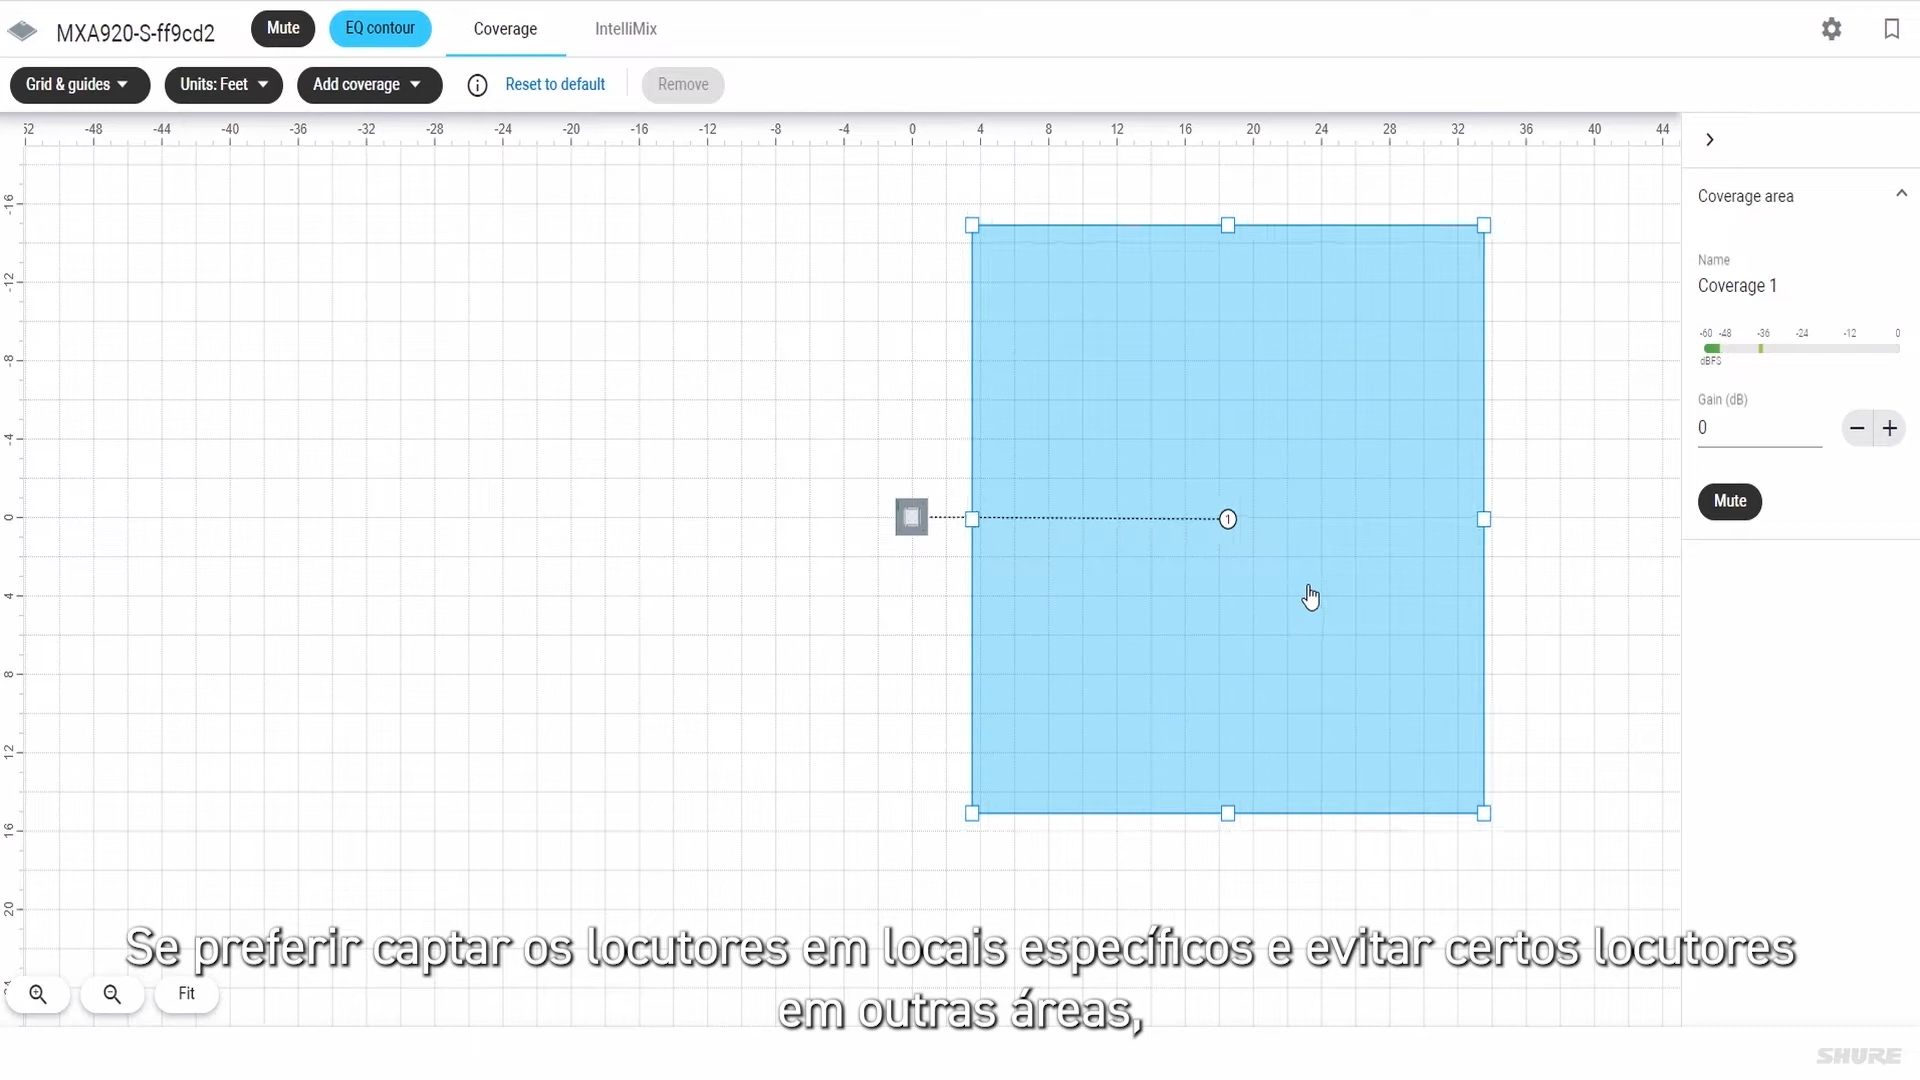 MXA920-S-ff9cd2 Mute EQ contour Coverage IntelliMix
Grid & guides Units: Feet Add coverage Reset to default Remove
-48 -44 -40 -36 -32 -28 -24 -20 -16 -12 -8 -4 0 4 8 12 16 20 24 28 32 36 40 44
-16
-12
-8
-4
0
4
8
12
16
20
1
Coverage area
Name
Coverage 1
-60 -48 -36 -24 -12 0
dBFS
Gain (dB)
0
Mute
Se preferir captar os locutores em locais específicos e evitar certos locutores
em outras áreas,
Fit
SHURE